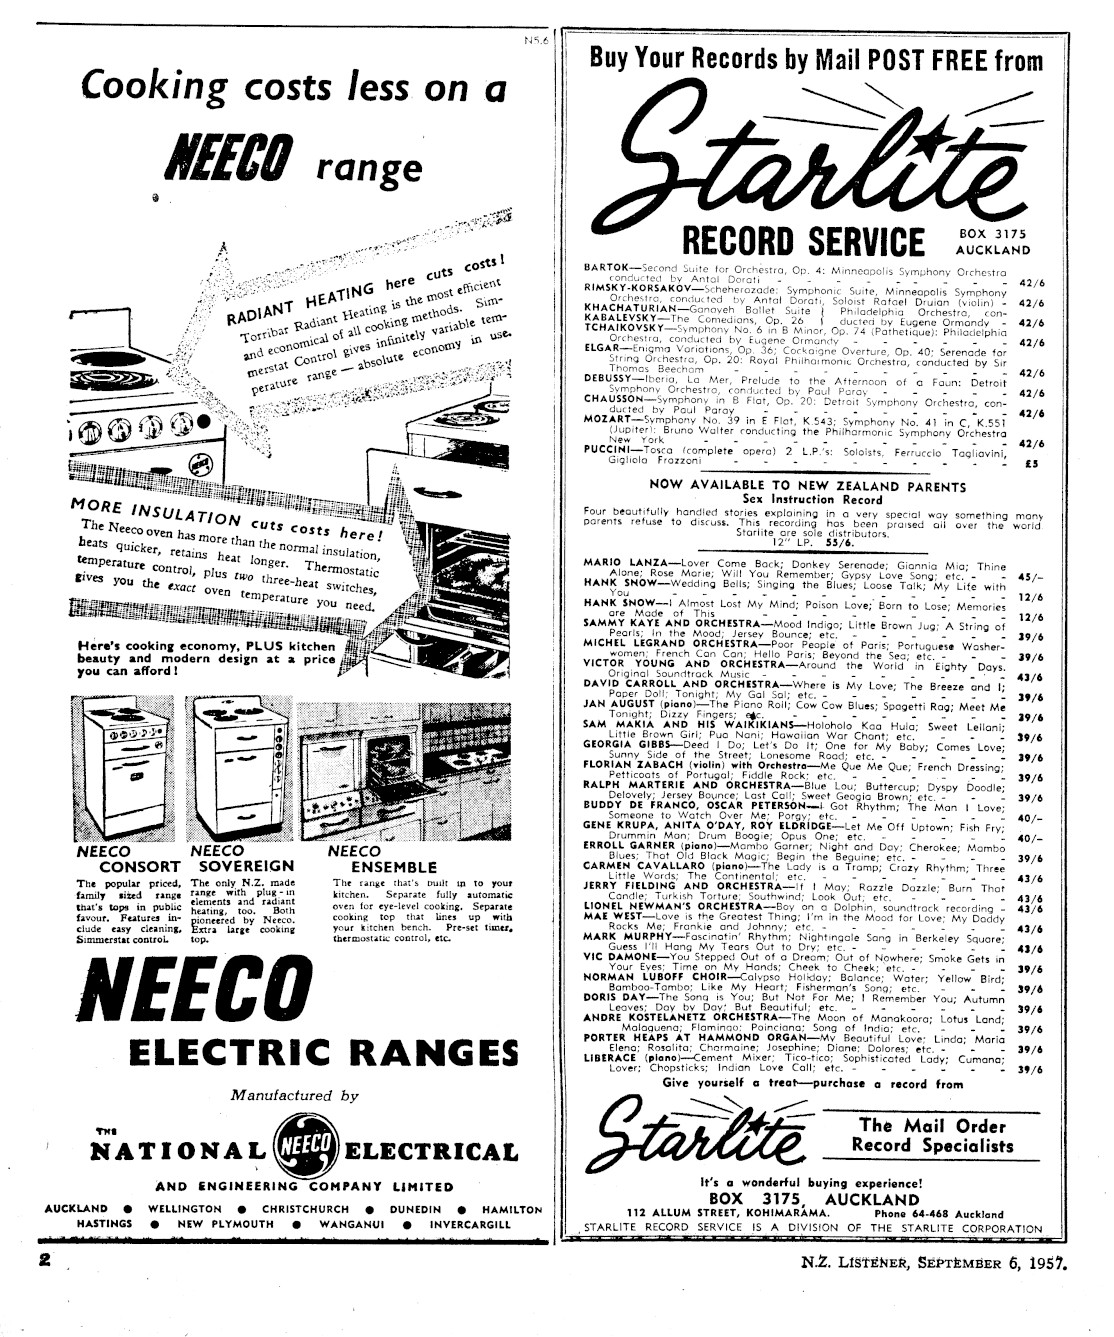 N5.6
Cooking costs less on a
NEECO range
RADIANT HEATING here cuts costs!
Torribar Radiant Heating is the most efficient
and economical of all cooking methods. Sim-
merstat Control gives infinitely variable tem-
perature range — absolute economy in use.
NEECO
MORE INSULATION cuts costs here!
The Neeco oven has more than the normal insulation,
heats quicker, retains heat longer. Thermostatic
temperature control, plus two three-heat switches,
gives you the exact oven temperature you need.
Here's cooking economy, PLUS kitchen
beauty and modern design at a price
you can afford!
NEECO
CONSORT
The popular priced,
family sized range
that's tops in public
favour. Features in-
clude easy cleaning,
Simmerstat control.
NEECO
SOVEREIGN
The only N.Z. made
range with plug-in
elements and radiant
heating, too. Both
pioneered by Neeco.
Extra large cooking
top.
NEECO
ENSEMBLE
The range that's built in to your
kitchen. Separate fully automatic
oven for eye-level cooking. Separate
cooking top that lines up with
your kitchen bench. Pre-set timer,
thermostatic control, etc.
NEECO
ELECTRIC RANGES
Manufactured by
THE
NATIONAL NEECO ELECTRICAL
AND ENGINEERING COMPANY LIMITED
AUCKLAND ● WELLINGTON ● CHRISTCHURCH ● DUNEDIN ● HAMILTON
HASTINGS ● NEW PLYMOUTH ● WANGANUI ● INVERCARGILL
Buy Your Records by Mail POST FREE from
Starlite
RECORD SERVICE
BOX 3175
AUCKLAND
BARTOK—Second Suite for Orchestra, Op. 4: Minneapolis Symphony Orchestra
conducted by Antal Dorati - - - - - - - 42/6
RIMSKY-KORSAKOV—Scheherazade: Symphonic Suite, Minneapolis Symphony
Orchestra, conducted by Antal Dorati, Soloist Rafael Druian (violin) - 42/6
KHACHATURIAN—Ganoyeh Ballet Suite { Philadelphia Orchestra, con-
KABALEVSKY—The Comedians, Op. 26 } ducted by Eugene Ormandy - 42/6
TCHAIKOVSKY—Symphony No. 6 in B Minor, Op. 74 (Pathetique): Philadelphia
Orchestra, conducted by Eugene Ormandy - - - - - 42/6
ELGAR—Enigma Variations, Op. 36; Cockaigne Overture, Op. 40; Serenade for
String Orchestra, Op. 20: Royal Philharmonic Orchestra, conducted by Sir
Thomas Beecham - - - - - - - - 42/6
DEBUSSY—Iberia, La Mer, Prelude to the Afternoon of a Faun: Detroit
Symphony Orchestra, conducted by Paul Paray - - - - 42/6
CHAUSSON—Symphony in B Flat, Op. 20: Detroit Symphony Orchestra, con-
ducted by Paul Paray - - - - - - - 42/6
MOZART—Symphony No. 39 in E Flat, K.543; Symphony No. 41 in C, K.551
(Jupiter): Bruno Walter conducting the Philharmonic Symphony Orchestra
New York - - - - - - - - - 42/6
PUCCINI—Tosca (complete opera) 2 L.P.'s: Soloists, Ferruccio Tagliavini,
Gigliola Frazzoni - - - - - - - - £5
NOW AVAILABLE TO NEW ZEALAND PARENTS
Sex Instruction Record
Four beautifully handled stories explaining in a very special way something many
parents refuse to discuss. This recording has been praised all over the world
Starlite are sole distributors.
12" LP. 55/6.
MARIO LANZA—Lover Come Back; Donkey Serenade; Giannia Mia; Thine
Alone; Rose Marie; Will You Remember; Gypsy Love Song; etc. - - 45/-
HANK SNOW—Wedding Bells; Singing the Blues; Loose Talk; My Life with
You - - - - - - - - - 12/6
HANK SNOW—I Almost Lost My Mind; Poison Love; Born to Lose; Memories
are Made of This - - - - - - - - 12/6
SAMMY KAYE AND ORCHESTRA—Mood Indigo; Little Brown Jug; A String of
Pearls; In the Mood; Jersey Bounce; etc. - - - - - 39/6
MICHEL LEGRAND ORCHESTRA—Poor People of Paris; Portuguese Washer-
women; French Can Can; Hello Paris; Beyond the Sea; etc. - - - 39/6
VICTOR YOUNG AND ORCHESTRA—Around the World in Eighty Days.
Original Soundtrack Music - - - - - - - 43/6
DAVID CARROLL AND ORCHESTRA—Where is My Love; The Breeze and I;
Paper Doll; Tonight; My Gal Sal; etc. - - - - - 39/6
JAN AUGUST (piano)—The Piano Roll; Cow Cow Blues; Spagetti Rag; Meet Me
Tonight; Dizzy Fingers; etc. - - - - - - - 39/6
SAM MAKIA AND HIS WAIKIKIANS—Holoholo Kaa Hula; Sweet Leilani;
Little Brown Girl; Pua Nani; Hawaiian War Chant; etc. - - - 39/6
GEORGIA GIBBS—Deed I Do; Let's Do It; One for My Baby; Comes Love;
Sunny Side of the Street; Lonesome Road; etc. - - - - 39/6
FLORIAN ZABACH (violin) with Orchestra—Me Que Me Que; French Dressing;
Petticoats of Portugal; Fiddle Rock; etc. - - - - - 39/6
RALPH MARTERIE AND ORCHESTRA—Blue Lou; Buttercup; Dyspy Doodle;
Delovely; Jersey Bounce; Last Call; Sweet Geogia Brown; etc. - - - 39/6
BUDDY DE FRANCO, OSCAR PETERSON—I Got Rhythm; The Man I Love;
Someone to Watch Over Me; Porgy; etc. - - - - - 40/-
GENE KRUPA, ANITA O'DAY, ROY ELDRIDGE—Let Me Off Uptown; Fish Fry;
Drummin Man; Drum Boogie; Opus One; etc. - - - - 40/-
ERROLL GARNER (piano)—Mambo Garner; Night and Day; Cherokee; Mambo
Blues; That Old Black Magic; Begin the Beguine; etc. - - - 39/6
CARMEN CAVALLARO (piano)—The Lady is a Tramp; Crazy Rhythm; Three
Little Words; The Continental; etc. - - - - - - 43/6
JERRY FIELDING AND ORCHESTRA—If I May; Razzle Dazzle; Burn That
Candle; Turkish Torture; Southwind; Look Out; etc. - - - 43/6
LIONEL NEWMAN'S ORCHESTRA—Boy on a Dolphin, soundtrack recording - 43/6
MAE WEST—Love is the Greatest Thing; I'm in the Mood for Love; My Daddy
Rocks Me; Frankie and Johnny; etc. - - - - - - 43/6
MARK MURPHY—Fascinatin' Rhythm; Nightingale Sang in Berkeley Square;
Guess I'll Hang My Tears Out to Dry; etc. - - - - - 43/6
VIC DAMONE—You Stepped Out of a Dream; Out of Nowhere; Smoke Gets in
Your Eyes; Time on My Hands; Cheek to Cheek; etc. - - - - 39/6
NORMAN LUBOFF CHOIR—Calypso Holiday; Balance; Water; Yellow Bird;
Bamboo-Tambo; Like My Heart; Fisherman's Song; etc. - - - 39/6
DORIS DAY—The Song is You; But Not For Me; I Remember You; Autumn
Leaves; Day by Day; But Beautiful; etc. - - - - - 39/6
ANDRE KOSTELANETZ ORCHESTRA—The Moon of Manakoora; Lotus Land;
Malaguena; Flamingo; Poinciana; Song of India; etc. - - - 39/6
PORTER HEAPS AT HAMMOND ORGAN—My Beautiful Love; Linda; Maria
Elena; Rosalita; Charmaine; Josephine; Diane; Dolores; etc. - - - 39/6
LIBERACE (piano)—Cement Mixer; Tico-tico; Sophisticated Lady; Cumana;
Lover; Chopsticks; Indian Love Call; etc. - - - - - 39/6
Give yourself a treat—purchase a record from
Starlite
The Mail Order
Record Specialists
It's a wonderful buying experience!
BOX 3175, AUCKLAND
112 ALLUM STREET, KOHIMARAMA. Phone 64-468 Auckland
STARLITE RECORD SERVICE IS A DIVISION OF THE STARLITE CORPORATION
2
N.Z. LISTENER, SEPTEMBER 6, 1957.